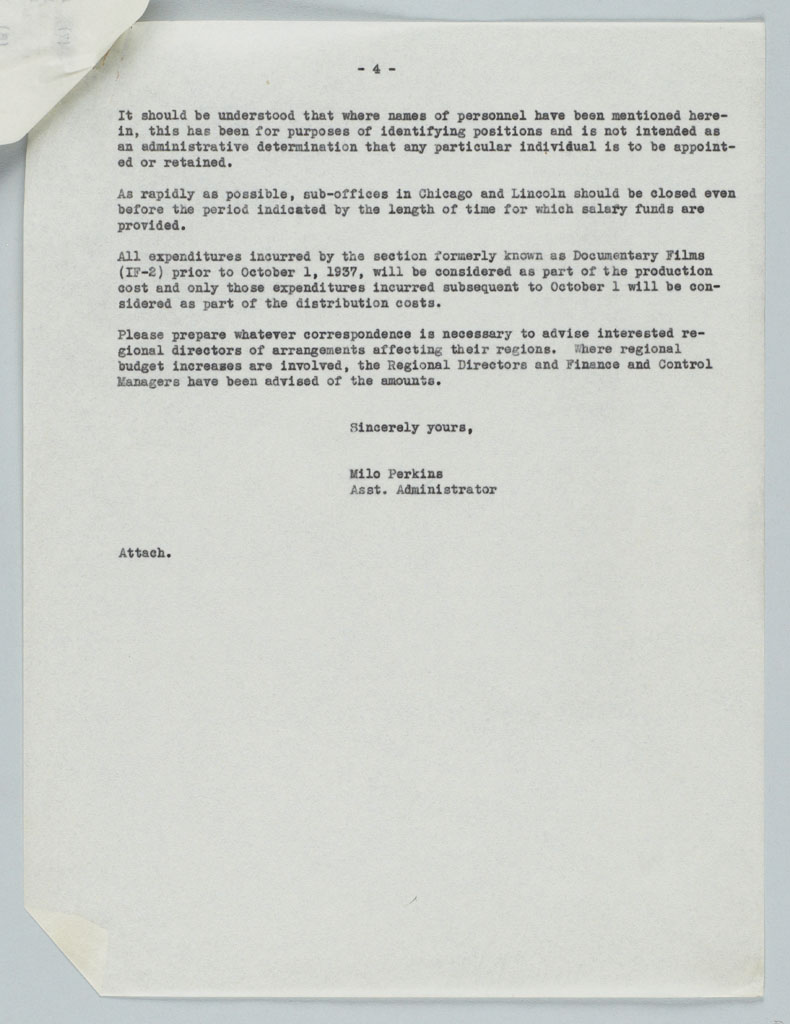 - 4 -
It should be understood that where names of personnel have been mentioned here-
in, this has been for purposes of identifying positions and is not intended as
an administrative determination that any particular individual is to be appoint-
ed or retained.
As rapidly as possible, sub-offices in Chicago and Lincoln should be closed even
before the period indicated by the length of time for which salary funds are
provided.
All expenditures incurred by the section formerly known as Documentary Films
(IF-2) prior to October 1, 1937, will be considered as part of the production
cost and only those expenditures incurred subsequent to October 1 will be con-
sidered as part of the distribution costs.
Please prepare whatever correspondence is necessary to advise interested re-
gional directors of arrangements affecting their regions. Where regional
budget increases are involved, the Regional Directors and Finance and Control
Managers have been advised of the amounts.
Sincerely yours,
Milo Perkins
Asst. Administrator
Attach.